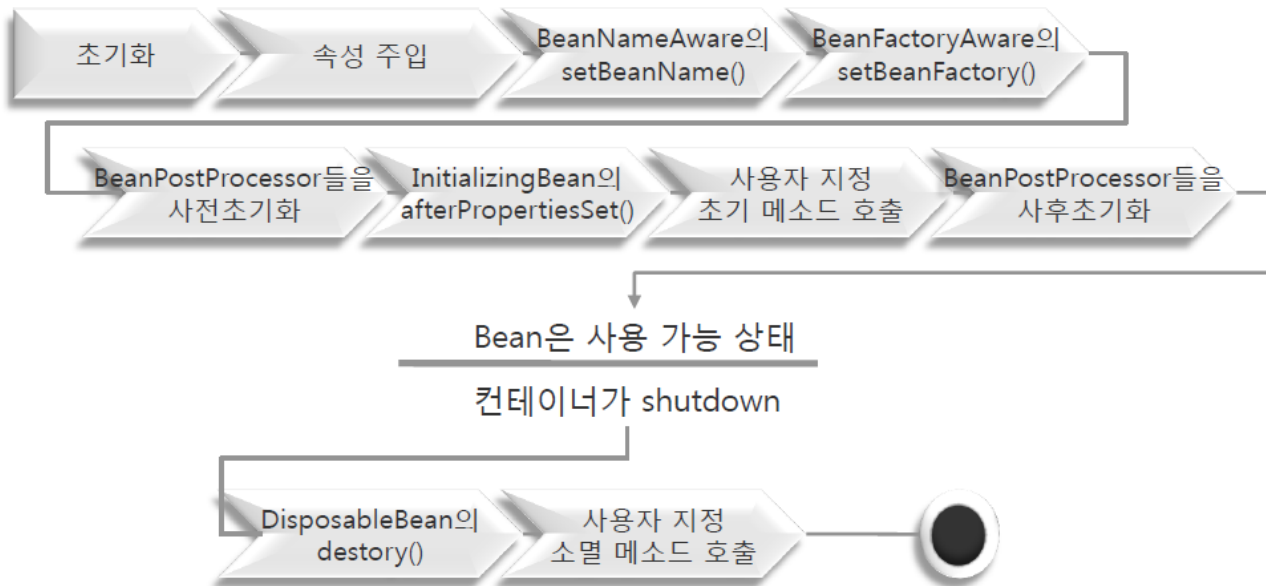 초기화
속성 주입
BeanNameAware의
setBeanName()
BeanFactoryAware의
setBeanFactory()
BeanPostProcessor들을
사전초기화
InitializingBean의
afterPropertiesSet()
사용자 지정
초기 메소드 호출
BeanPostProcessor들을
사후초기화
Bean은 사용 가능 상태
컨테이너가 shutdown
DisposableBean의
destory()
사용자 지정
소멸 메소드 호출